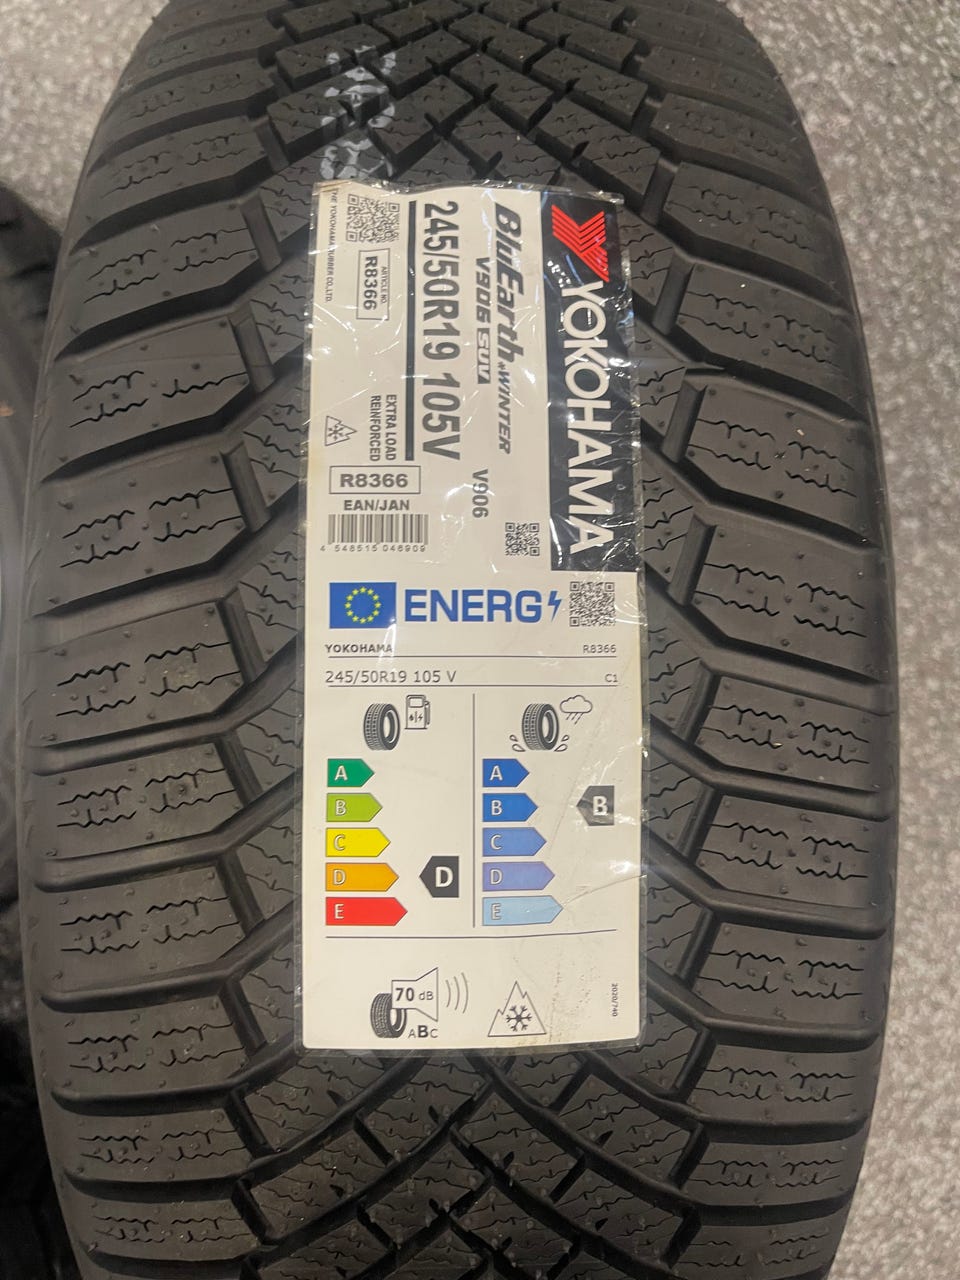 YOKOHAMA
BluEarth*WINTER
V906 SUV
V906
245/50R19 105V
EXTRA LOAD
REINFORCED
ARTICLE NO.
R8366
THE YOKOHAMA RUBBER CO.,LTD.
R8366
EAN/JAN
4 548515 046909
ENERG
YOKOHAMA
R8366
245/50R19 105 V
C1
A
B
C
D
E
D
A
B
C
D
E
B
70 dB
ABC
2020/740